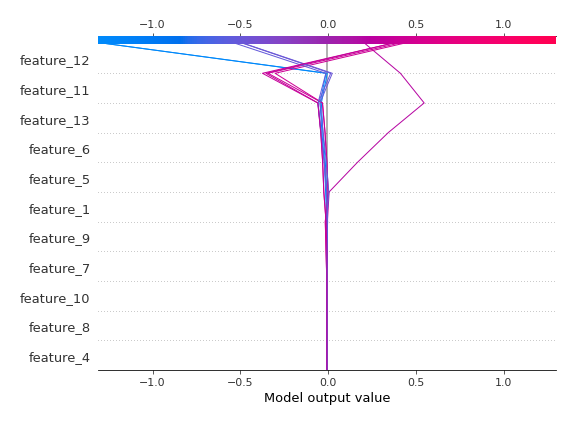 −1.0 −0.5 0.0 0.5 1.0
feature_12
feature_11
feature_13
feature_6
feature_5
feature_1
feature_9
feature_7
feature_10
feature_8
feature_4
−1.0 −0.5 0.0 0.5 1.0
Model output value